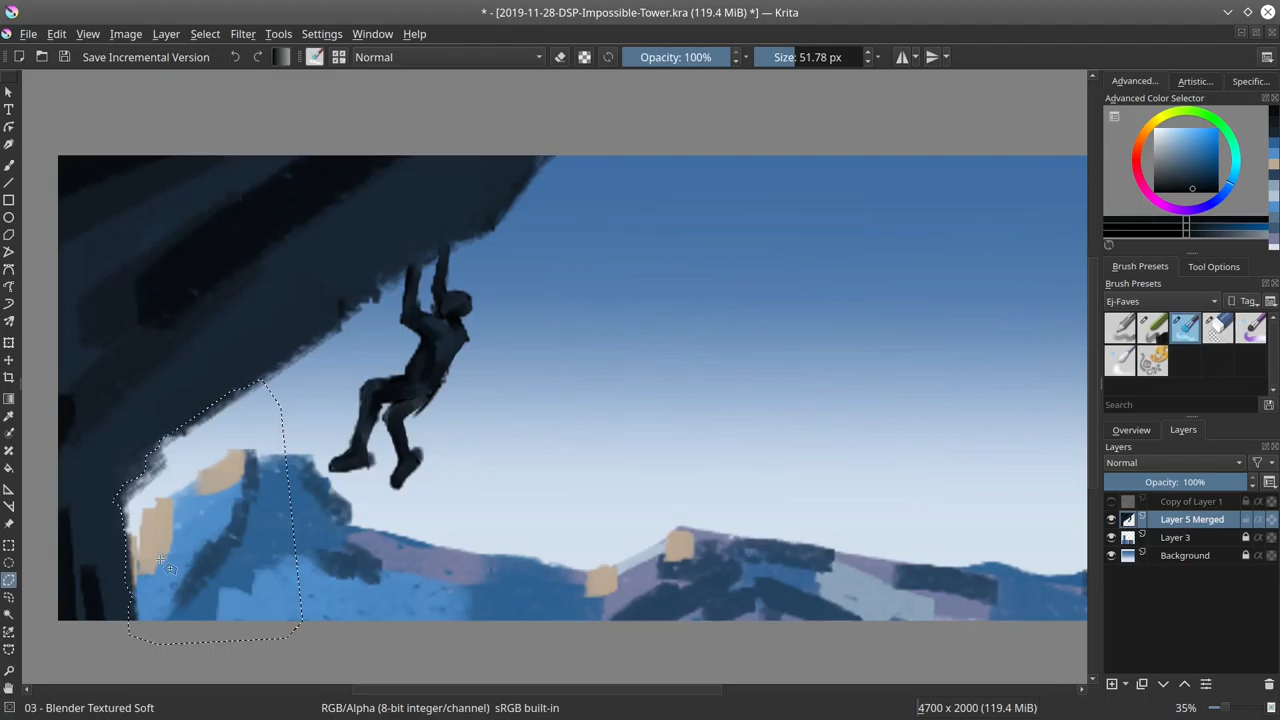 * - [2019-11-28-DSP-Impossible-Tower.kra (119.4 MiB) *] — Krita
File Edit View Image Layer Select Filter Tools Settings Window Help
Save Incremental Version Normal Opacity: 100% Size: 51.78 px
Advanced... Artistic... Specific...
Advanced Color Selector
Brush Presets Tool Options
Brush Presets
Ej-Faves Tag
Search
Overview Layers
Layers
Normal
Opacity: 100%
Copy of Layer 1
Layer 5 Merged
Layer 3
Background
03 - Blender Textured Soft RGB/Alpha (8-bit integer/channel) sRGB built-in 4700 x 2000 (119.4 MiB) 35%